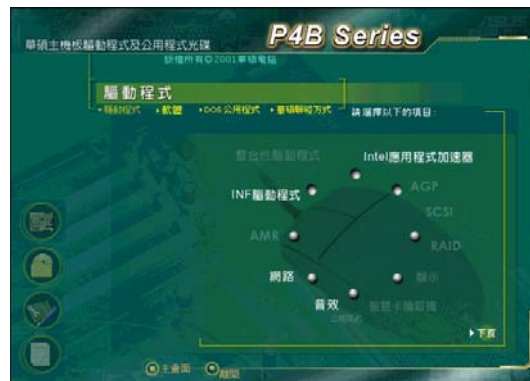 華碩主機板驅動程式及公用程式光碟
P4B Series
版權所有©2001華碩電腦
驅動程式
•驅動程式 •軟體 •DOS公用程式 •華碩聯絡方式
請選擇以下的項目:
整合性驅動程式
Intel應用程式加速器
INF驅動程式
AGP
SCSI
AMR
RAID
網路
顯示
音效
智慧卡讀取機
下頁
主畫面